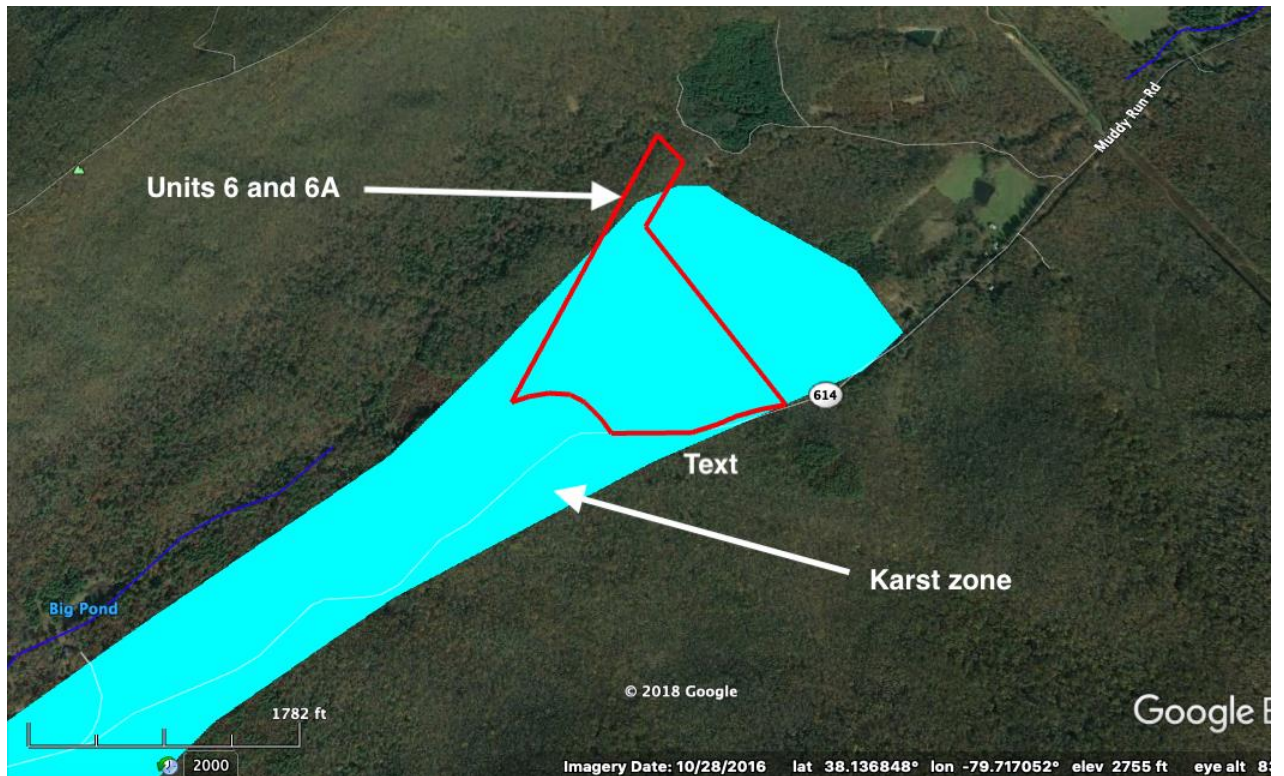 Muddy Run Rd
Units 6 and 6A
614
Text
Karst zone
Big Pond
© 2018 Google
1782 ft
Google
2000
Imagery Date: 10/28/2016 lat 38.136848° lon -79.717052° elev 2755 ft eye alt